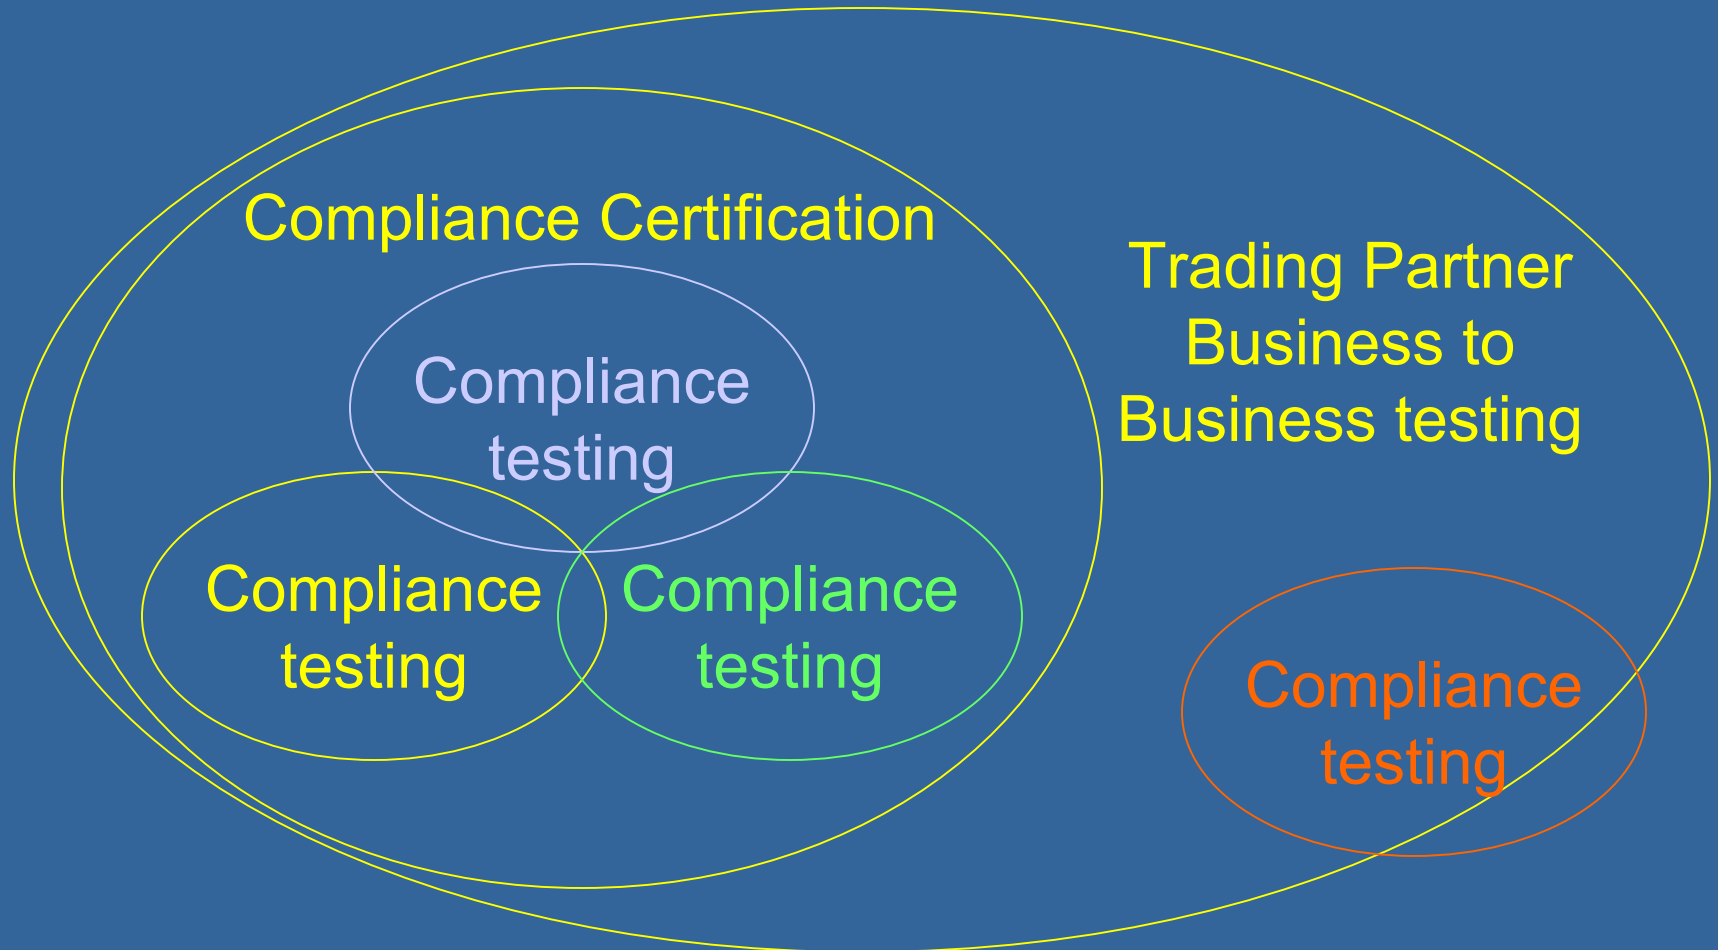 Compliance Certification
Trading Partner
Business to
Business testing
Compliance
testing
Compliance
testing
Compliance
testing
Compliance
testing